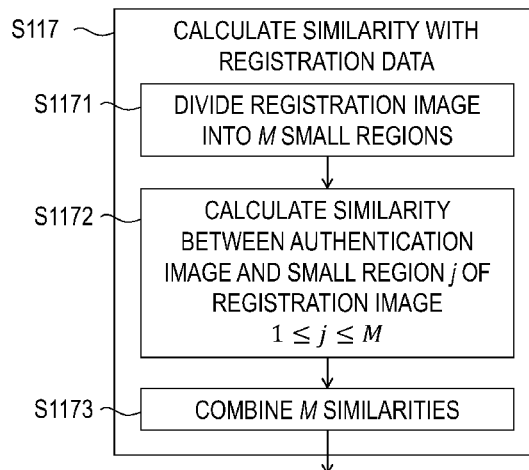 S117
CALCULATE SIMILARITY WITH
REGISTRATION DATA
S1171
DIVIDE REGISTRATION IMAGE
INTO M SMALL REGIONS
S1172
CALCULATE SIMILARITY
BETWEEN AUTHENTICATION
IMAGE AND SMALL REGION j OF
REGISTRATION IMAGE
1 ≤ j ≤ M
S1173
COMBINE M SIMILARITIES